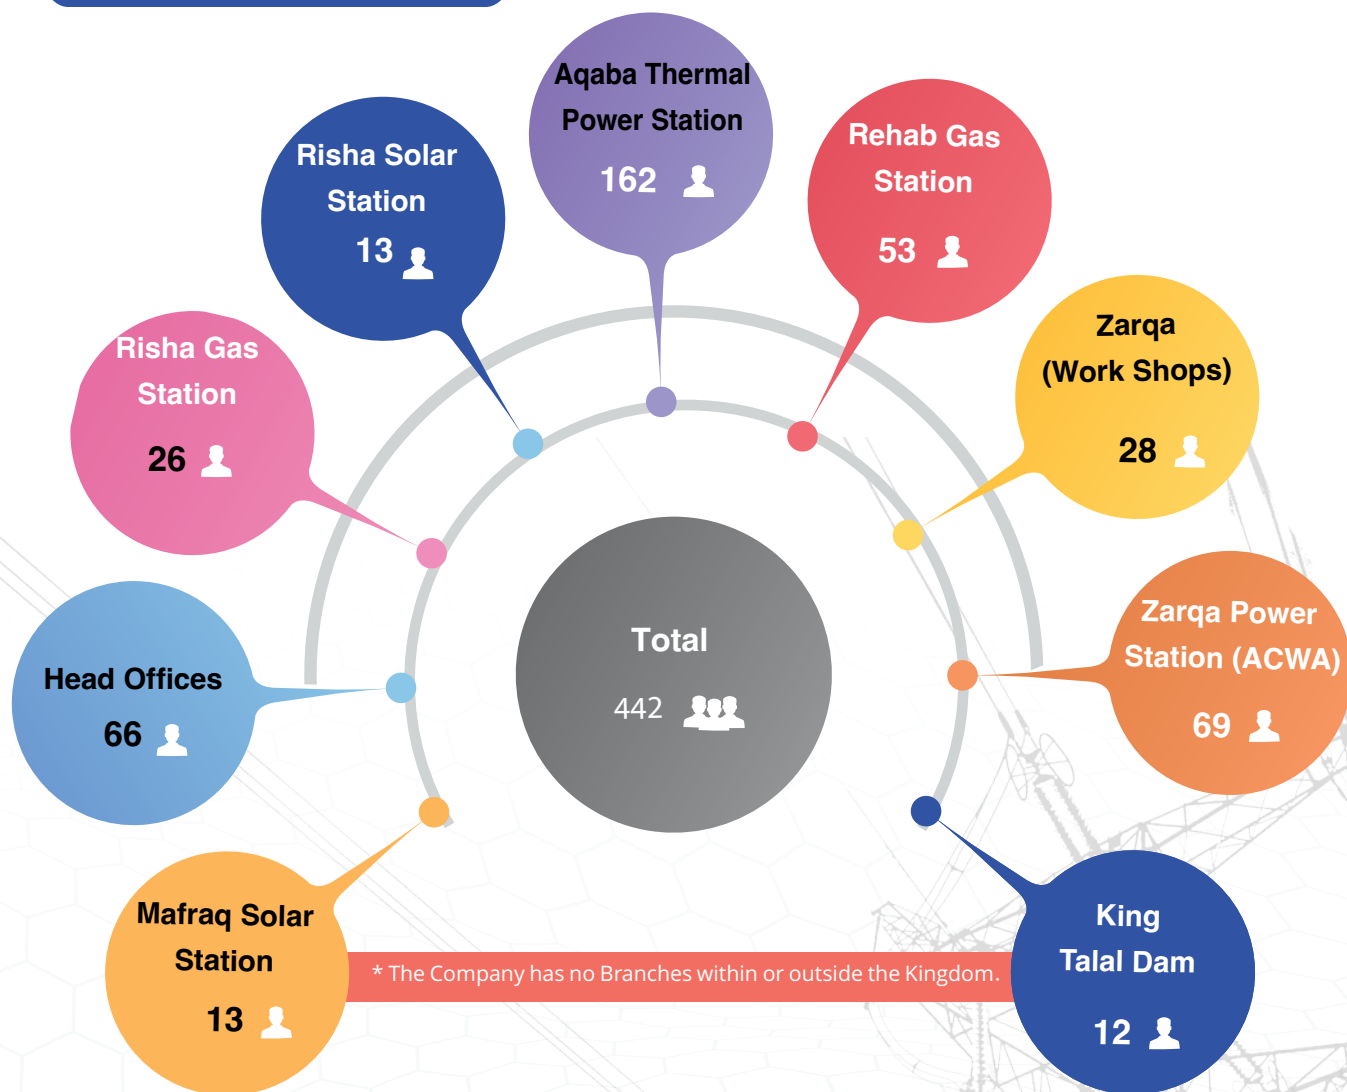 Aqaba Thermal
Power Station
162
Rehab Gas
Station
53
Risha Solar
Station
13
Zarqa
(Work Shops)
28
Risha Gas
Station
26
Zarqa Power
Station (ACWA)
69
Total
442
Head Offices
66
Mafraq Solar
Station
13
* The Company has no Branches within or outside the Kingdom.
King
Talal Dam
12